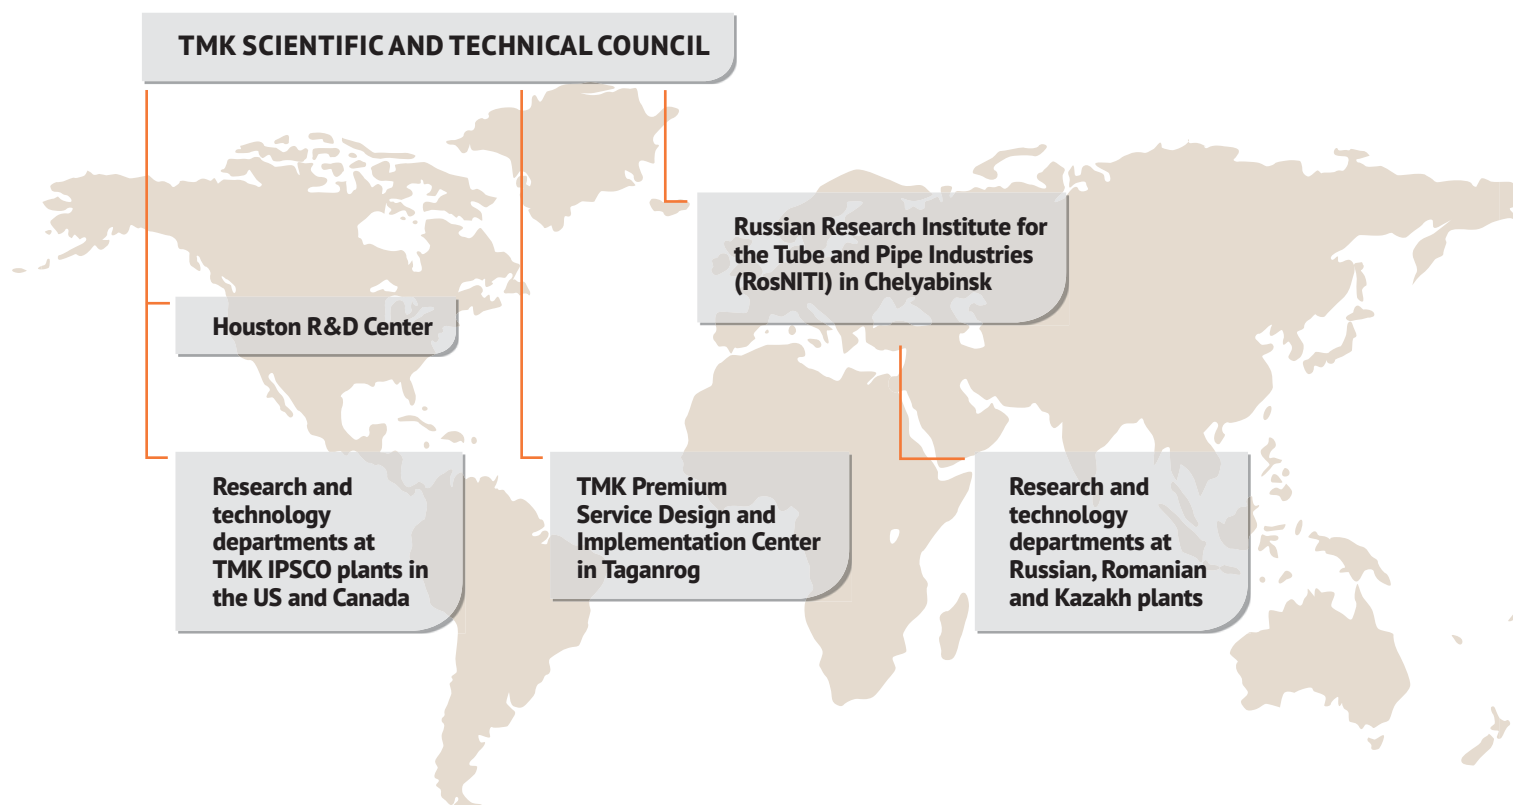 TMK SCIENTIFIC AND TECHNICAL COUNCIL
Russian Research Institute for
the Tube and Pipe Industries
(RosNITI) in Chelyabinsk
Houston R&D Center
Research and
technology
departments at
TMK IPSCO plants in
the US and Canada
TMK Premium
Service Design and
Implementation Center
in Taganrog
Research and
technology
departments at
Russian, Romanian
and Kazakh plants